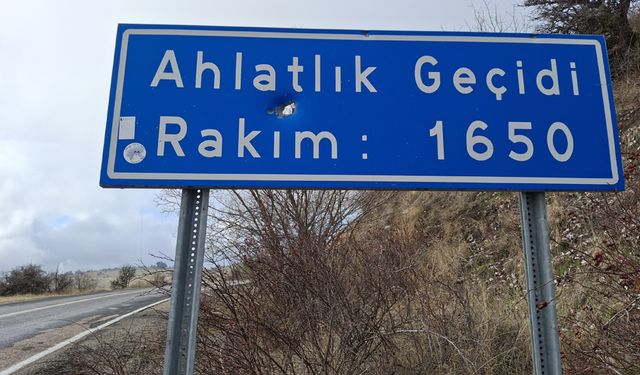 Ahlatlık Geçidi
Rakım : 1650